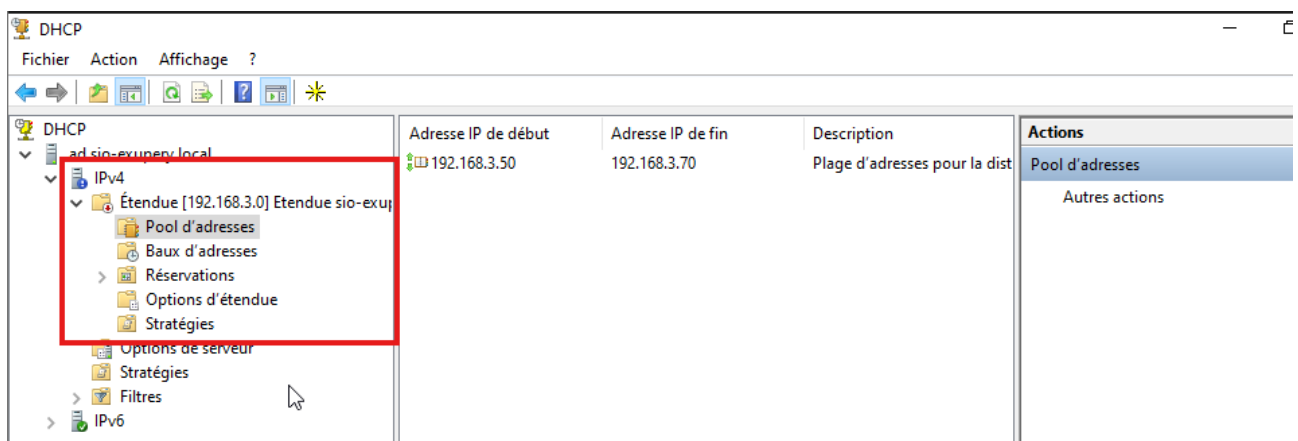 DHCP
Fichier Action Affichage ?
DHCP
ad sio-exupery local
IPv4
Étendue [192.168.3.0] Etendue sio-exup
Pool d'adresses
Baux d'adresses
Réservations
Options d'étendue
Stratégies
Options de serveur
Stratégies
Filtres
IPv6
Adresse IP de début Adresse IP de fin Description
192.168.3.50 192.168.3.70 Plage d'adresses pour la dist
Actions
Pool d'adresses
Autres actions